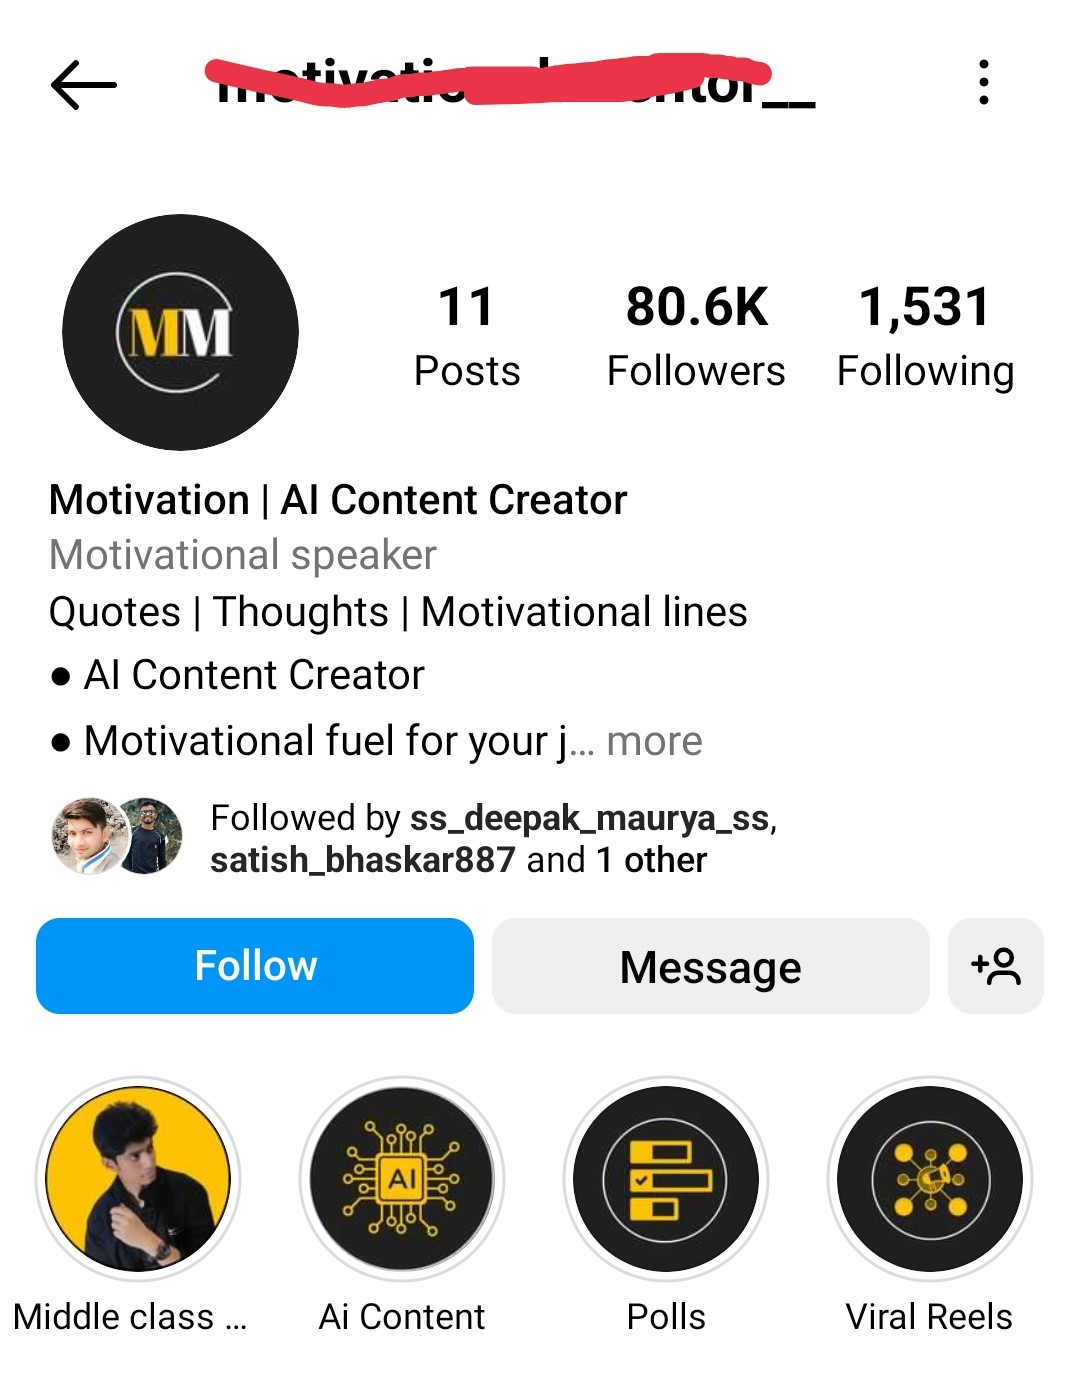 MM
11 80.6K 1,531
Posts Followers Following
Motivation | AI Content Creator
Motivational speaker
Quotes | Thoughts | Motivational lines
● AI Content Creator
● Motivational fuel for your j... more
Followed by ss_deepak_maurya_ss,
satish_bhaskar887 and 1 other
Follow Message
AI
Middle class ... Ai Content Polls Viral Reels